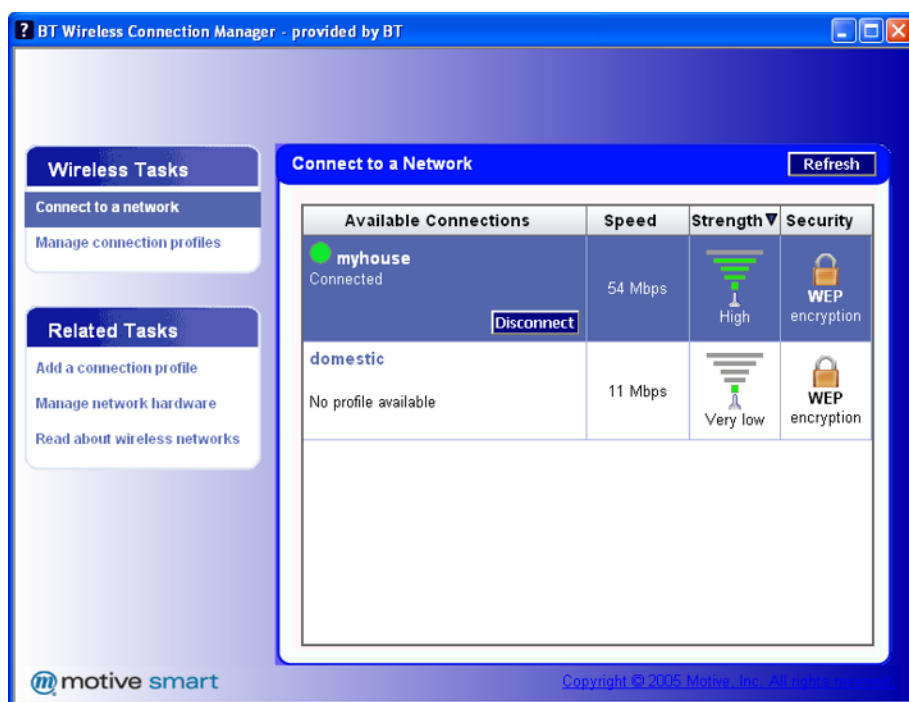 ? BT Wireless Connection Manager - provided by BT
Wireless Tasks
Connect to a network
Manage connection profiles
Related Tasks
Add a connection profile
Manage network hardware
Read about wireless networks
Connect to a Network
Refresh
Available Connections Speed Strength Security
myhouse
Connected
Disconnect
54 Mbps
High
WEP
encryption
domestic
No profile available
11 Mbps
Very low
WEP
encryption
m motive smart
Copyright © 2005 Motive, Inc. All rights reserved.